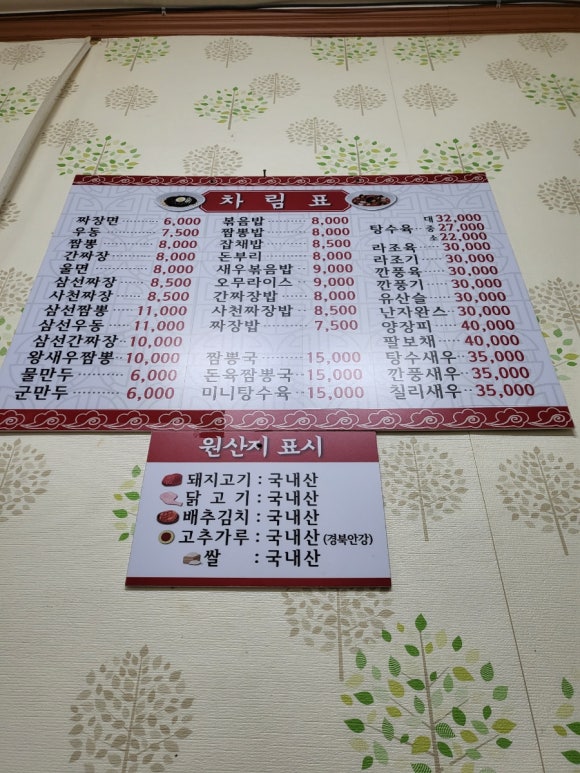 차림표
짜장면 6,000
우동 7,500
짬뽕 8,000
간짜장 8,000
울면 8,000
삼선짜장 8,500
사천짜장 8,500
삼선짬뽕 11,000
삼선우동 11,000
삼선간짜장 10,000
왕새우짬뽕 10,000
물만두 6,000
군만두 6,000
볶음밥 8,000
짬뽕밥 8,000
잡채밥 8,500
돈부리 8,000
새우볶음밥 9,000
오무라이스 9,000
간짜장밥 8,000
사천짜장밥 8,500
짜장밥 7,500
짬뽕국 15,000
돈육짬뽕국 15,000
미니탕수육 15,000
탕수육 대 32,000
중 27,000
소 22,000
라조육 30,000
라조기 30,000
깐풍육 30,000
깐풍기 30,000
유산슬 30,000
난자완스 30,000
양장피 40,000
팔보채 40,000
탕수새우 35,000
깐풍새우 35,000
칠리새우 35,000
원산지 표시
돼지고기 : 국내산
닭고기 : 국내산
배추김치 : 국내산
고추가루 : 국내산 (경북안강)
쌀 : 국내산